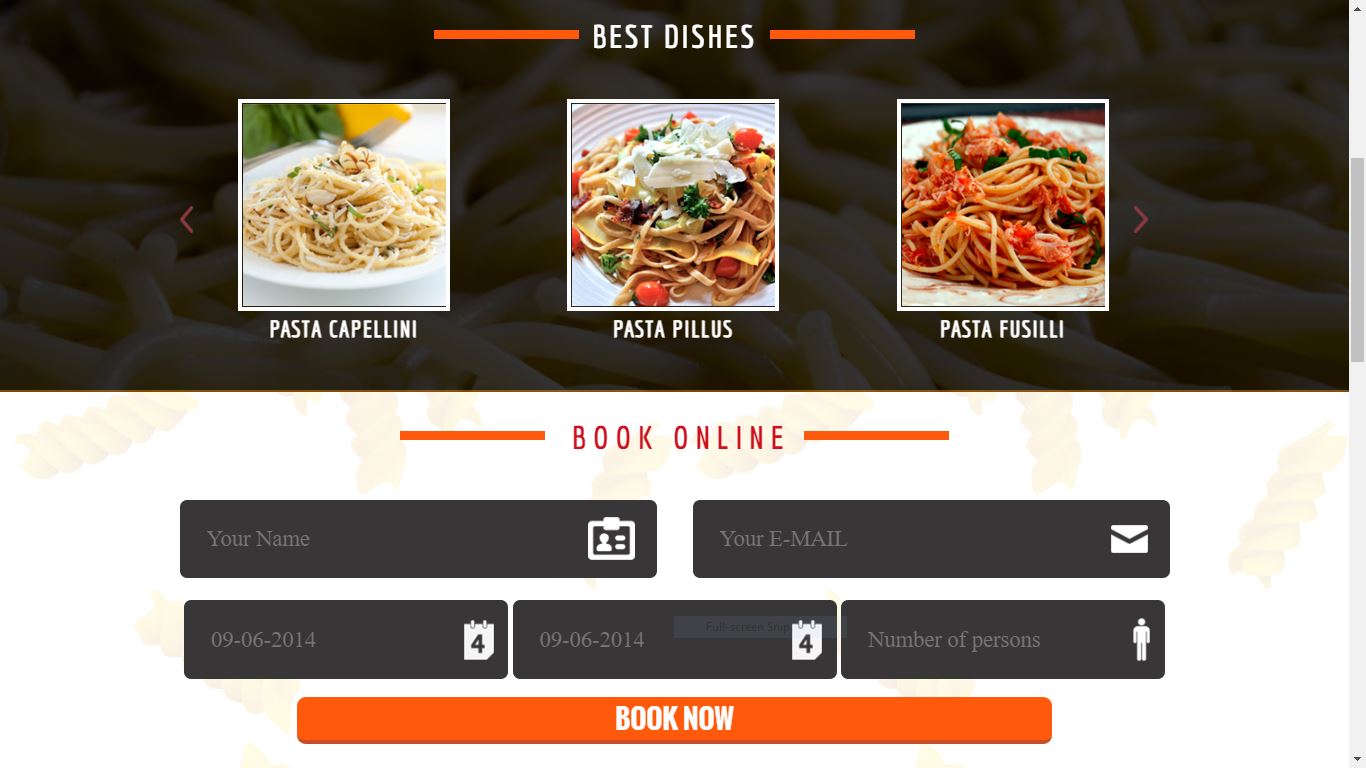 BEST DISHES
PASTA CAPELLINI
PASTA PILLUS
PASTA FUSILLI
BOOK ONLINE
Your Name
Your E-MAIL
09-06-2014
4
09-06-2014
Full-screen Snip
4
Number of persons
BOOK NOW